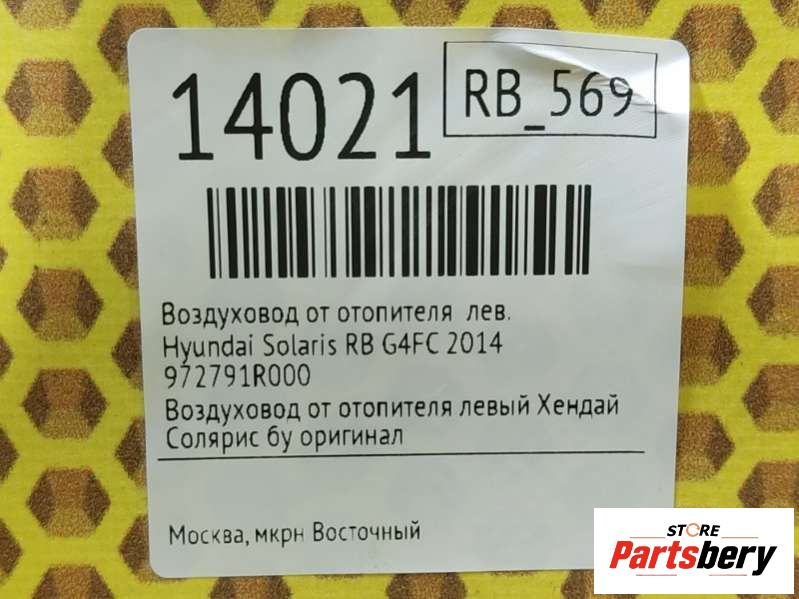 14021
RB_569
Воздуховод от отопителя лев.
Hyundai Solaris RB G4FC 2014
972791R000
Воздуховод от отопителя левый Хендай
Солярис бу оригинал
Москва, мкрн Восточный
STORE
Partsbery